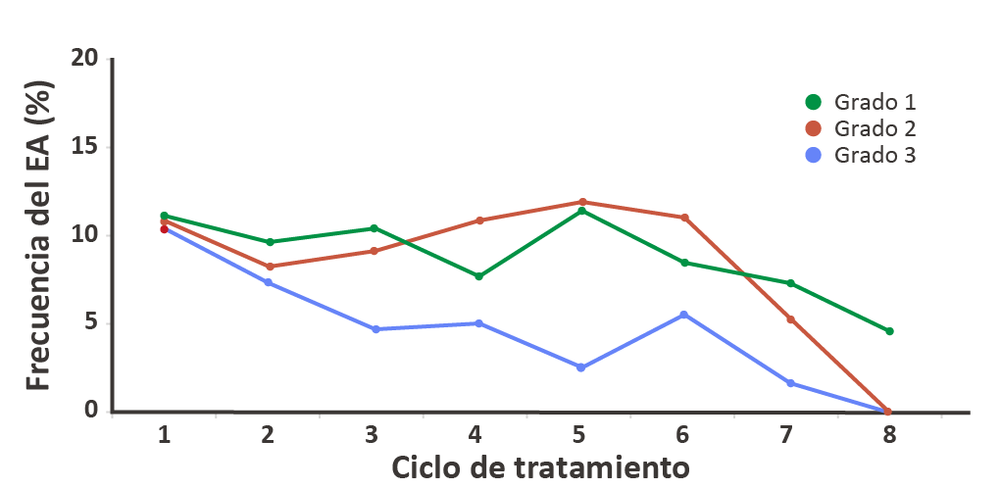 Frecuencia del EA (%)
20
15
10
5
0
Grado 1
Grado 2
Grado 3
1 2 3 4 5 6 7 8
Ciclo de tratamiento